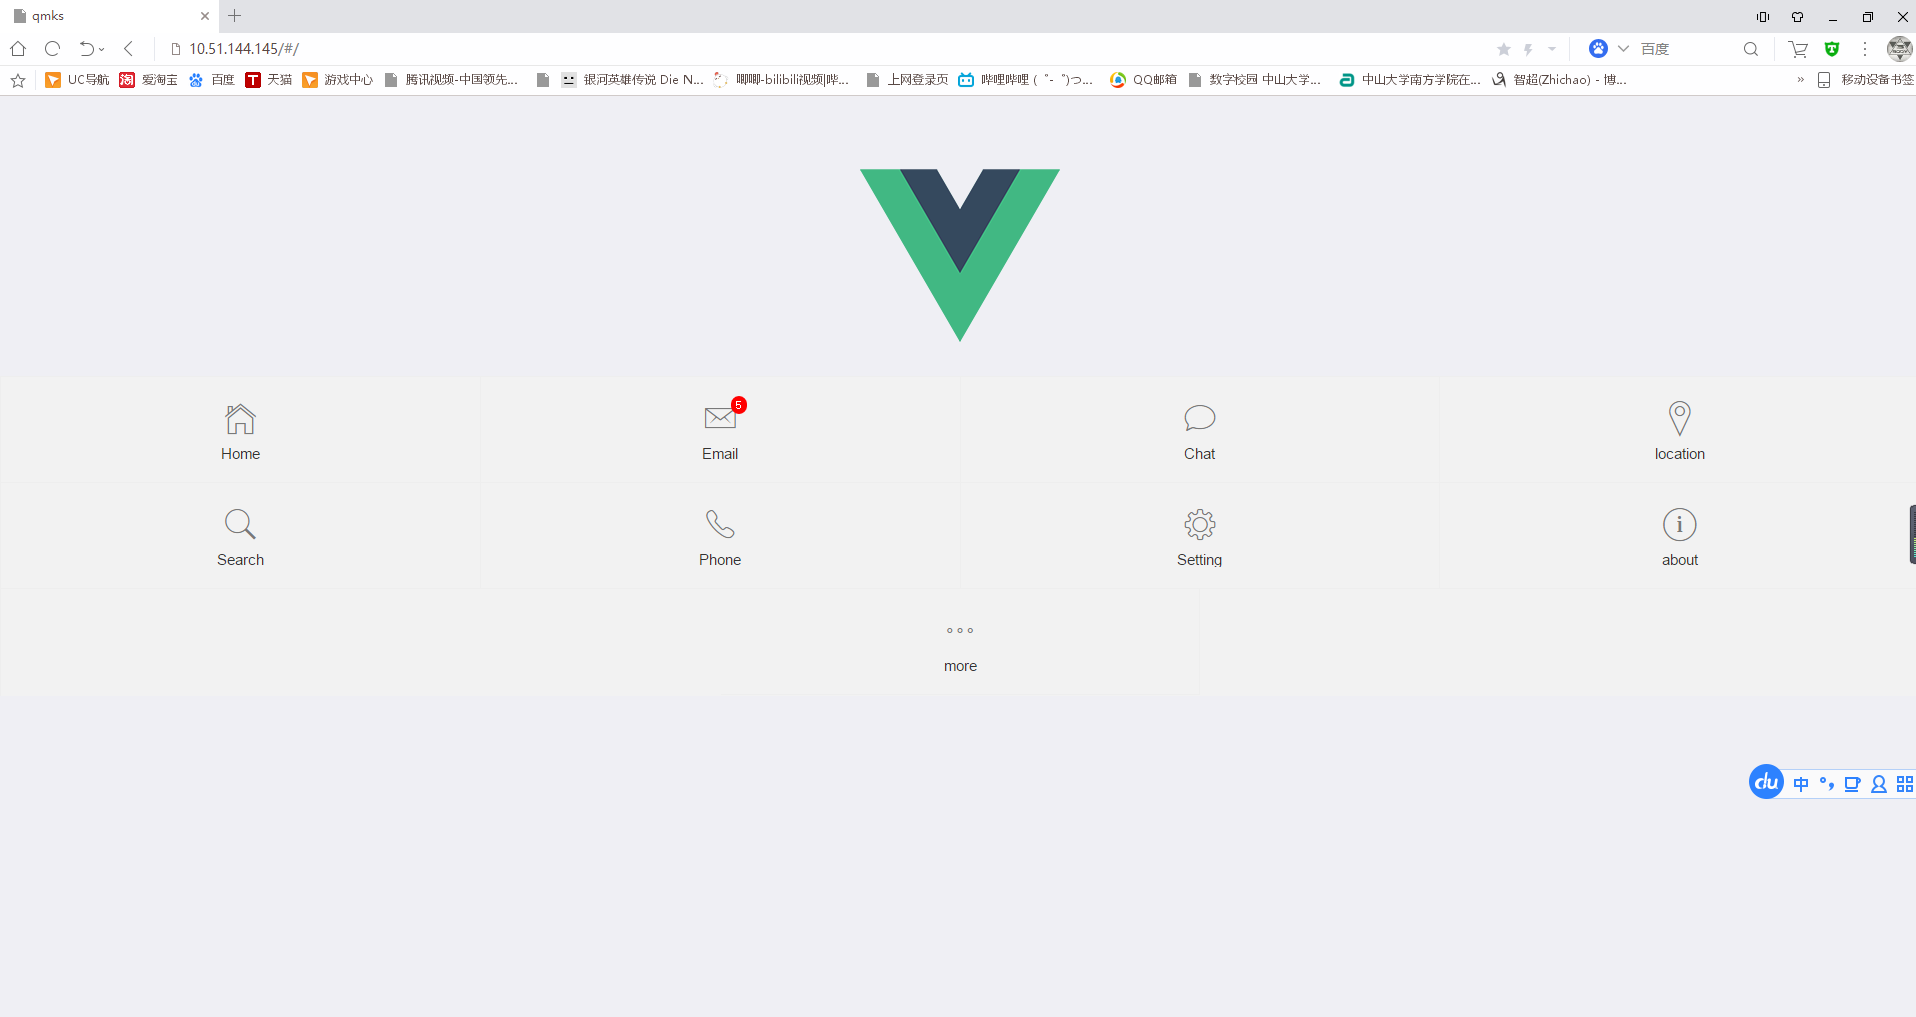 qmks
10.51.144.145/#/
百度
UC导航 爱淘宝 百度 天猫 游戏中心 腾讯视频-中国领先... 银河英雄传说 Die N... 唧唧-bilibili视频|哔... 上网登录页 哔哩哔哩 ( ゜- ゜)つ... QQ邮箱 数字校园 中山大学... 中山大学南方学院在... 智超(Zhichao) - 博... » 移动设备书签
5
Home Email Chat location
Search Phone Setting about
more
du 中